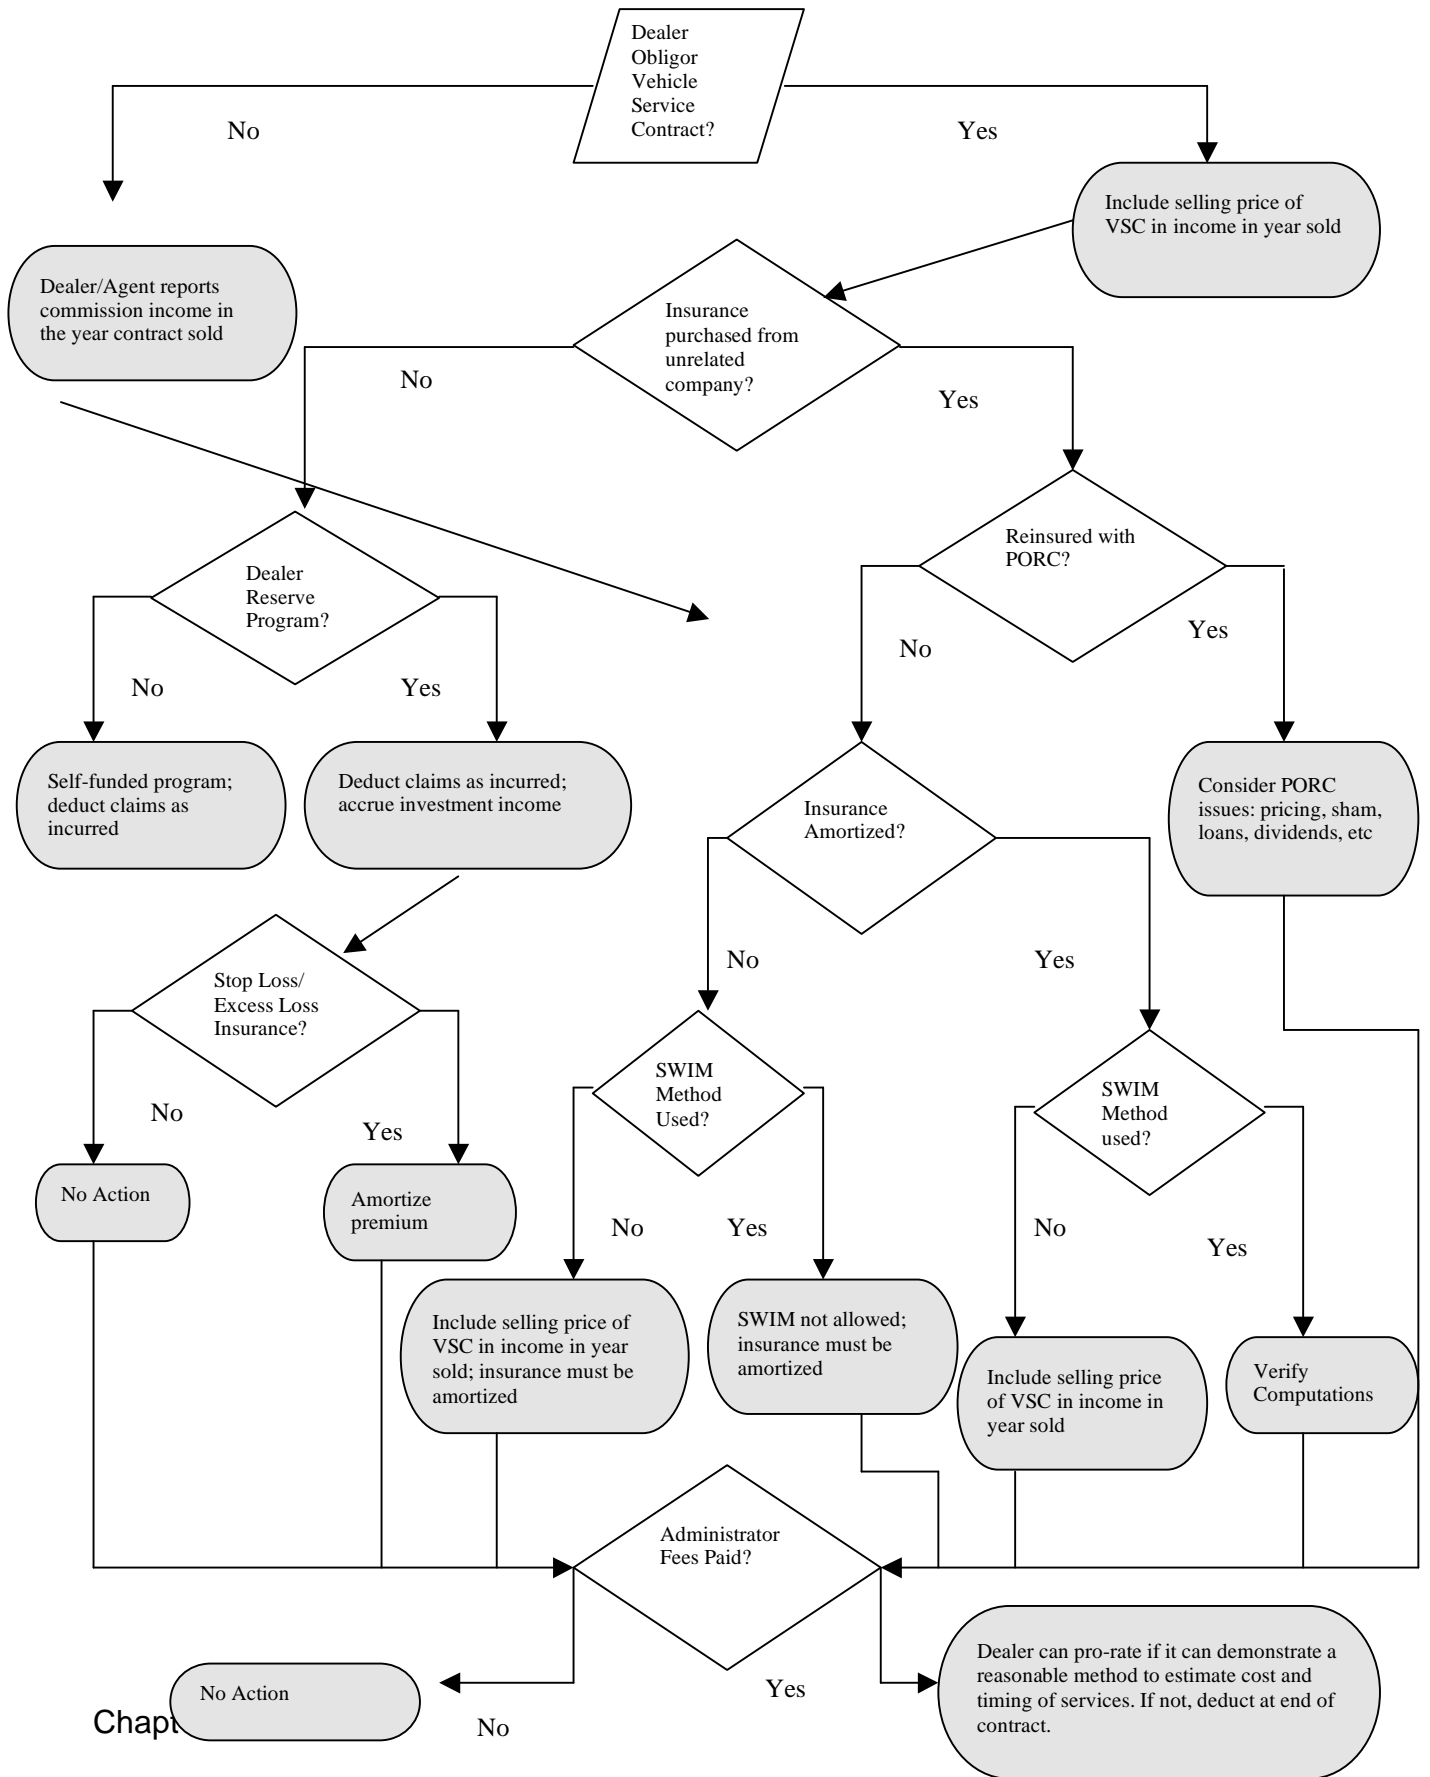 Dealer
Obligor
Vehicle
Service
Contract?
No
Yes
Include selling price of
VSC in income in year sold
Dealer/Agent reports
commission income in
the year contract sold
Insurance
purchased from
unrelated
company?
No
Yes
Reinsured with
PORC?
Dealer
Reserve
Program?
No
Yes
No
Yes
Self-funded program;
deduct claims as
incurred
Deduct claims as incurred;
accrue investment income
Insurance
Amortized?
Consider PORC
issues: pricing, sham,
loans, dividends, etc
No
Yes
Stop Loss/
Excess Loss
Insurance?
SWIM
Method
Used?
SWIM
Method
used?
No
Yes
No Action
Amortize
premium
No
Yes
No
Yes
Include selling price of
VSC in income in year
sold; insurance must be
amortized
SWIM not allowed;
insurance must be
amortized
Include selling price
of VSC in income in
year sold
Verify
Computations
Administrator
Fees Paid?
Yes
Dealer can pro-rate if it can demonstrate a
reasonable method to estimate cost and
timing of services. If not, deduct at end of
contract.
No Action
No
Chapt